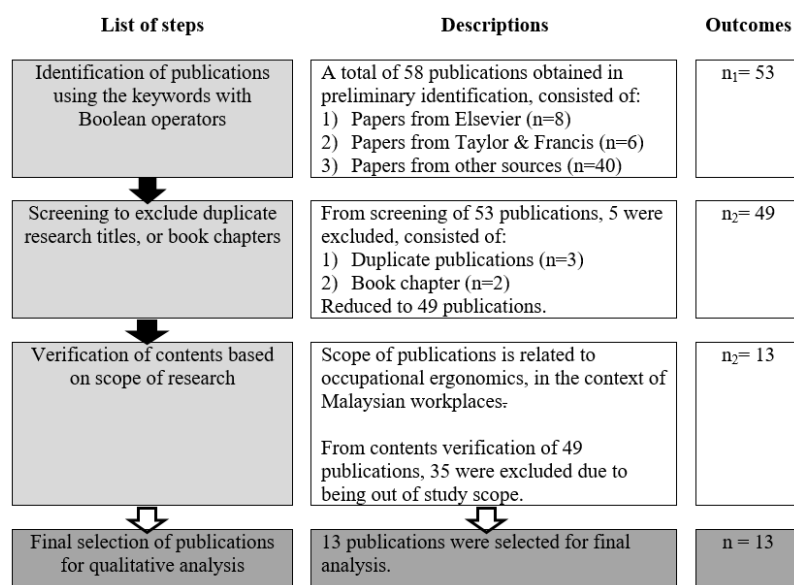 List of steps
Descriptions
Outcomes
Identification of publications
using the keywords with
Boolean operators
A total of 58 publications obtained in
preliminary identification, consisted of:
1) Papers from Elsevier (n=8)
2) Papers from Taylor & Francis (n=6)
3) Papers from other sources (n=40)
n₁= 53
Screening to exclude duplicate
research titles, or book chapters
From screening of 53 publications, 5 were
excluded, consisted of:
1) Duplicate publications (n=3)
2) Book chapter (n=2)
Reduced to 49 publications.
n₂= 49
Verification of contents based
on scope of research
Scope of publications is related to
occupational ergonomics, in the context of
Malaysian workplaces.
From contents verification of 49
publications, 35 were excluded due to
being out of study scope.
n₂= 13
Final selection of publications
for qualitative analysis
13 publications were selected for final
analysis.
n = 13